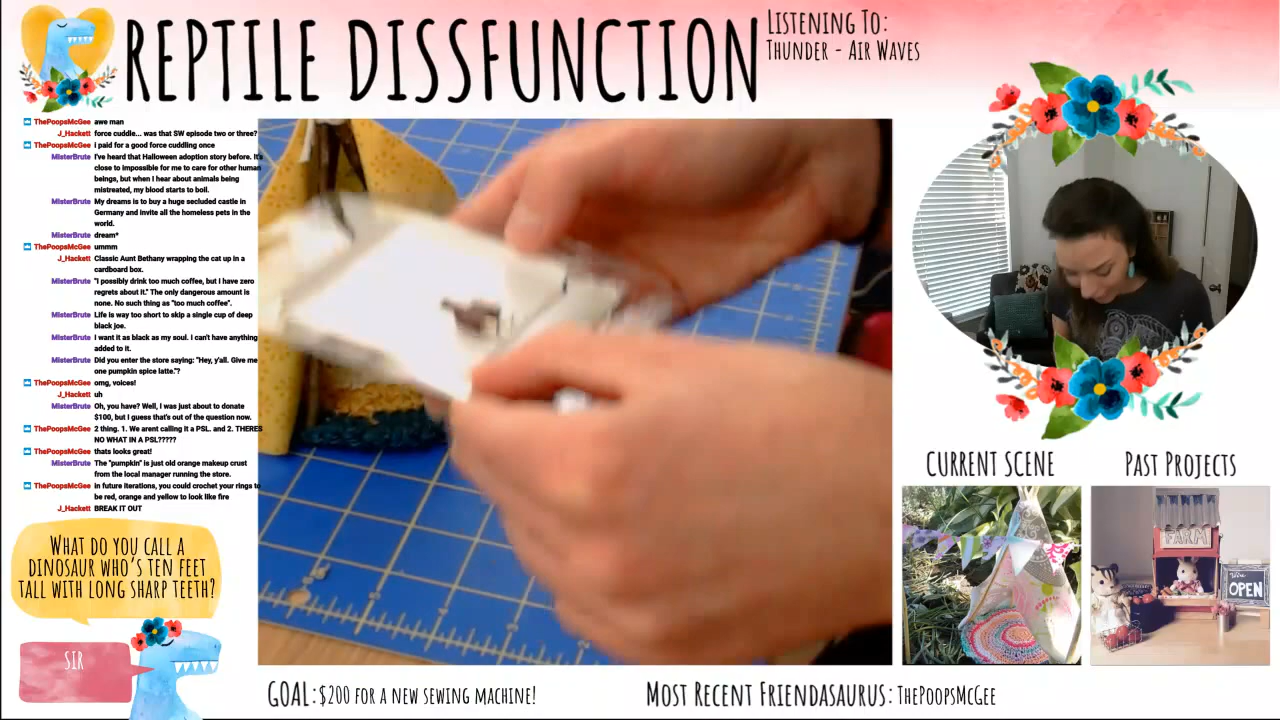 REPTILE DISSFUNCTION
LISTENING TO:
THUNDER - AIR WAVES
ThePoopsMcGee awe man
J_Hackett force cuddle... was that SW episode two or three?
ThePoopsMcGee i paid for a good force cuddling once
MisterBrute I've heard that Halloween adoption story before. It's
close to impossible for me to care for other human
beings, but when I hear about animals being
mistreated, my blood starts to boil.
MisterBrute My dreams is to buy a huge secluded castle in
Germany and invite all the homeless pets in the
world.
MisterBrute dream*
ThePoopsMcGee ummm
J_Hackett Classic Aunt Bethany wrapping the cat up in a
cardboard box.
MisterBrute "I possibly drink too much coffee, but I have zero
regrets about it." The only dangerous amount is
none. No such thing as "too much coffee".
MisterBrute Life is way too short to skip a single cup of deep
black joe.
MisterBrute I want it as black as my soul. I can't have anything
added to it.
MisterBrute Did you enter the store saying: "Hey, y'all. Give me
one pumpkin spice latte."?
ThePoopsMcGee omg, voices!
J_Hackett uh
MisterBrute Oh, you have? Well, I was just about to donate
$100, but I guess that's out of the question now.
ThePoopsMcGee 2 thing. 1. We arent calling it a PSL. and 2. THERES
NO WHAT IN A PSL?????
ThePoopsMcGee thats looks great!
MisterBrute The "pumpkin" is just old orange makeup crust
from the local manager running the store.
ThePoopsMcGee in future iterations, you could crochet your rings to
be red, orange and yellow to look like fire
J_Hackett BREAK IT OUT
WHAT DO YOU CALL A
DINOSAUR WHO'S TEN FEET
TALL WITH LONG SHARP TEETH?
SIR
CURRENT SCENE
PAST PROJECTS
FARM
OPEN
GOAL: $200 FOR A NEW SEWING MACHINE!
MOST RECENT FRIENDASAURUS: THEPOOPSMCGEE